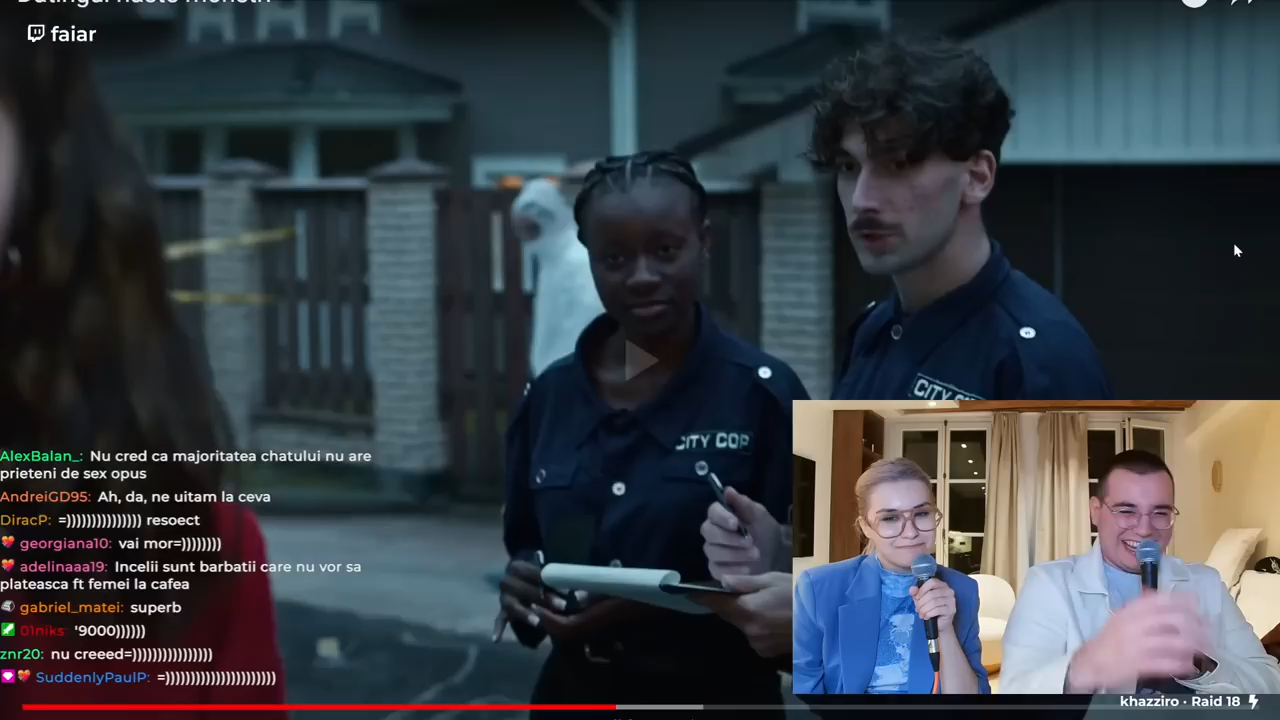 faiar
CITY COP
AlexBalan_: Nu cred ca majoritatea chatului nu are
prieteni de sex opus
AndreiGD95: Ah, da, ne uitam la ceva
DiracP: =))))))))))))))) resoect
georgiana10: vai mor=))))))))
adelinaaa19: Incelii sunt barbatii care nu vor sa
plateasca ft femei la cafea
gabriel_matei: superb
01niks: '9000))))))
znr20: nu creeed=))))))))))))))))
SuddenlyPaulP: =))))))))))))))))))))))
khazziro · Raid 18